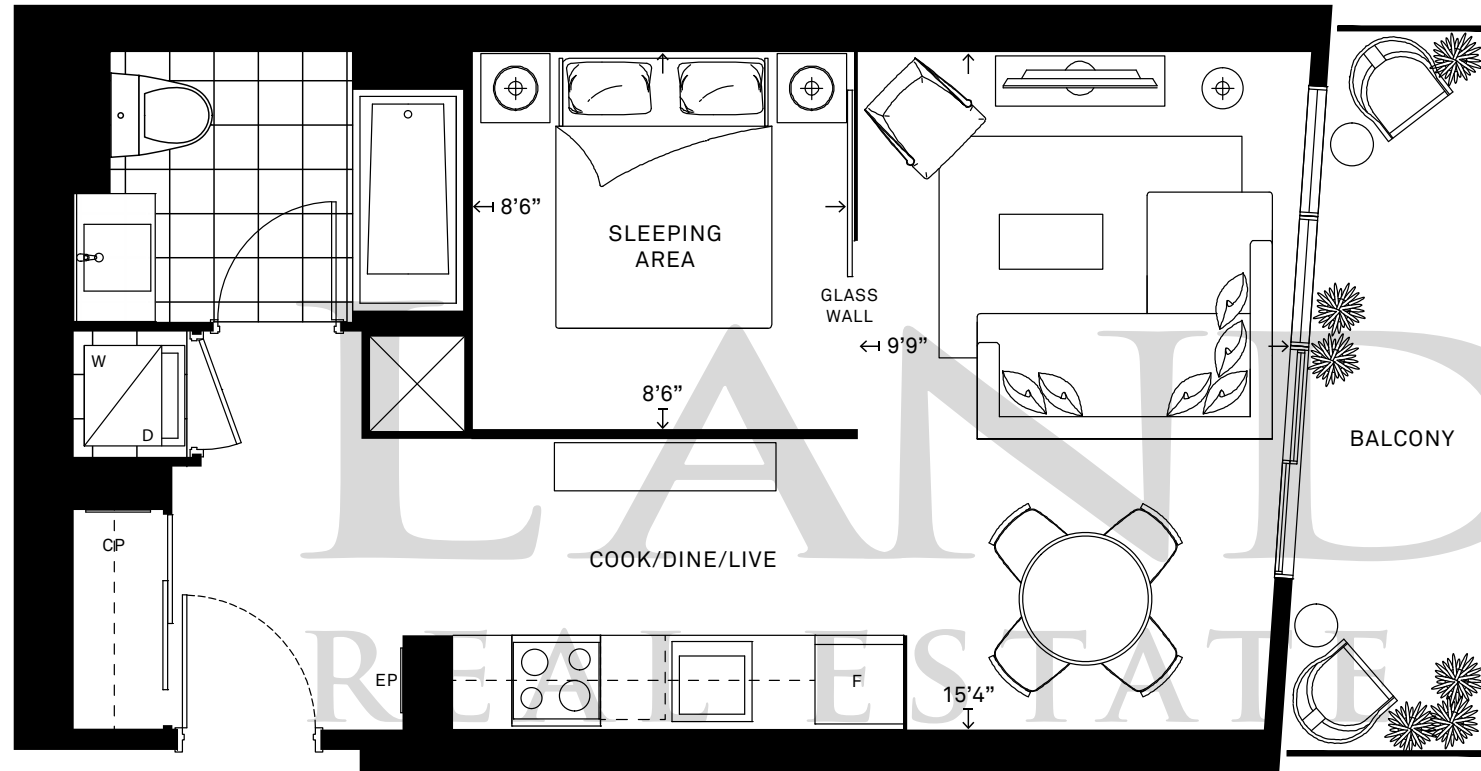 8'6”
SLEEPING
AREA
GLASS
WALL
9'9”
W
D
8'6”
BALCONY
CP
COOK/DINE/LIVE
EP
F
15'4”
LAND
REAL ESTATE